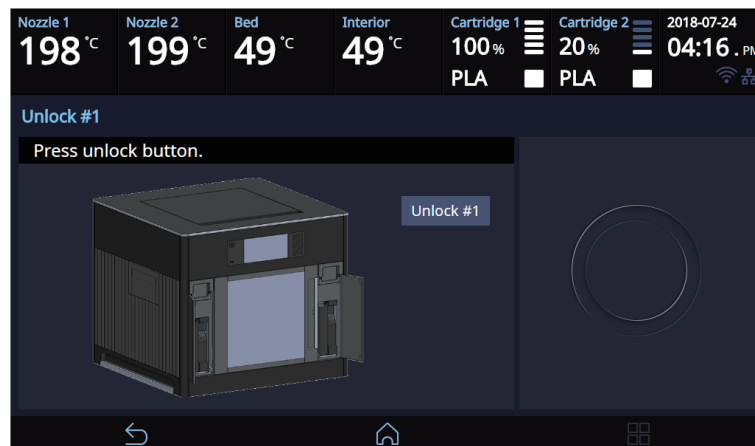 Nozzle 1 Nozzle 2 Bed Interior Cartridge 1 Cartridge 2 2018-07-24
198 °C 199 °C 49 °C 49 °C 100 % 20 % 04:16 . PM
PLA PLA
Unlock #1
Press unlock button.
Unlock #1